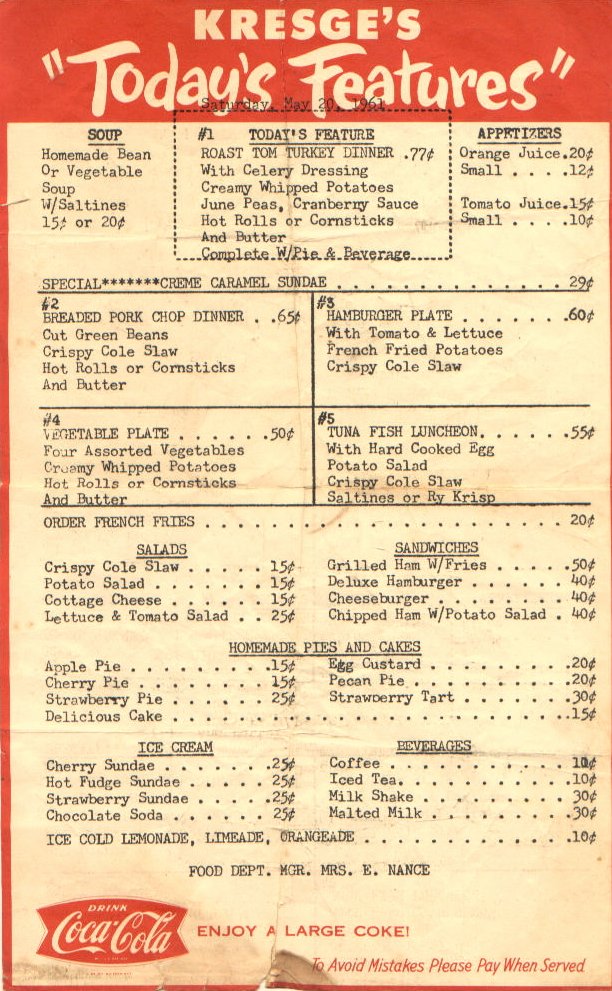 KRESGE'S
"Today's Features"
Saturday, May 20, 1961
SOUP
Homemade Bean
Or Vegetable
Soup
W/Saltines
15¢ or 20¢
#1 TODAY'S FEATURE
ROAST TOM TURKEY DINNER .77¢
With Celery Dressing
Creamy Whipped Potatoes
June Peas, Cranberry Sauce
Hot Rolls or Cornsticks
And Butter
Complete W/Pie & Beverage
APPETIZERS
Orange Juice.20¢
Small . . . .12¢
Tomato Juice.15¢
Small . . . .10¢
SPECIAL*******CREME CARAMEL SUNDAE . . . . . . . . . . . . . . 29¢
#2
BREADED PORK CHOP DINNER . .65¢
Cut Green Beans
Crispy Cole Slaw
Hot Rolls or Cornsticks
And Butter
#3
HAMBURGER PLATE . . . . . . .60¢
With Tomato & Lettuce
French Fried Potatoes
Crispy Cole Slaw
#4
VEGETABLE PLATE . . . . . . .50¢
Four Assorted Vegetables
Creamy Whipped Potatoes
Hot Rolls or Cornsticks
And Butter
#5
TUNA FISH LUNCHEON. . . . . .55¢
With Hard Cooked Egg
Potato Salad
Crispy Cole Slaw
Saltines or Ry Krisp
ORDER FRENCH FRIES . . . . . . . . . . . . . . . . . . . . . . 20¢
SALADS
Crispy Cole Slaw . . . . . 15¢
Potato Salad . . . . . . . 15¢
Cottage Cheese . . . . . . 15¢
Lettuce & Tomato Salad . . 25¢
SANDWICHES
Grilled Ham W/Fries . . . . .50¢
Deluxe Hamburger . . . . . . 40¢
Cheeseburger . . . . . . . . 40¢
Chipped Ham W/Potato Salad . 40¢
HOMEMADE PIES AND CAKES
Apple Pie . . . . . . . . .15¢
Cherry Pie . . . . . . . . 15¢
Strawberry Pie . . . . . . 25¢
Egg Custard . . . . . . . . .20¢
Pecan Pie . . . . . . . . . .20¢
Strawberry Tart . . . . . . .30¢
Delicious Cake . . . . . . . . . . . . . . . . . . . . . . . .15¢
ICE CREAM
Cherry Sundae . . . . . . .25¢
Hot Fudge Sundae . . . . . 25¢
Strawberry Sundae . . . . .25¢
Chocolate Soda . . . . . . 25¢
BEVERAGES
Coffee . . . . . . . . . . . 10¢
Iced Tea. . . . . . . . . . .10¢
Milk Shake . . . . . . . . . 30¢
Malted Milk . . . . . . . . .30¢
ICE COLD LEMONADE, LIMEADE, ORANGEADE . . . . . . . . . . . . .10¢
FOOD DEPT. MGR. MRS. E. NANCE
DRINK
Coca-Cola
ENJOY A LARGE COKE!
To Avoid Mistakes Please Pay When Served